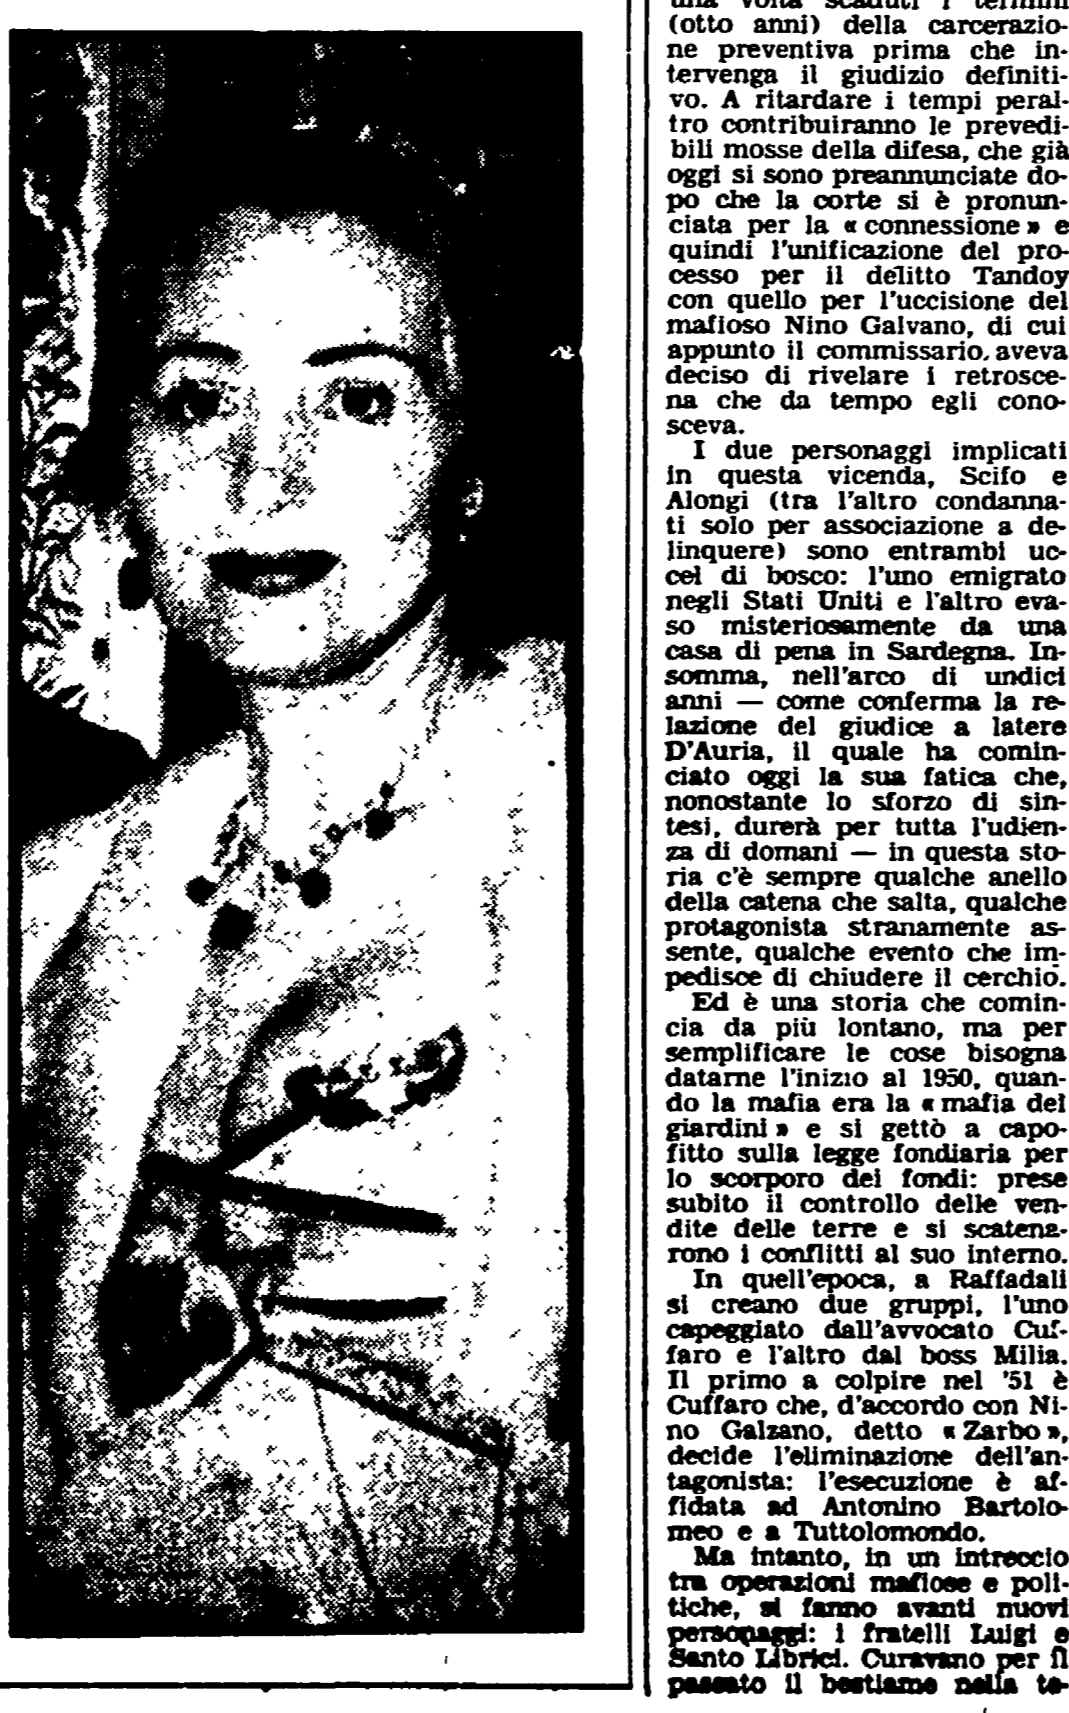 una volta scaduti i termini
(otto anni) della carcerazio-
ne preventiva prima che in-
tervenga il giudizio definiti-
vo. A ritardare i tempi peral-
tro contribuiranno le prevedi-
bili mosse della difesa, che già
oggi si sono preannunciate do-
po che la corte si è pronun-
ciata per la « connessione » e
quindi l'unificazione del pro-
cesso per il delitto Tandoy
con quello per l'uccisione del
mafioso Nino Galvano, di cui
appunto il commissario, aveva
deciso di rivelare i retrosce-
na che da tempo egli cono-
sceva.
I due personaggi implicati
in questa vicenda, Scifo e
Alongi (tra l'altro condanna-
ti solo per associazione a de-
linquere) sono entrambi uc-
cel di bosco: l'uno emigrato
negli Stati Uniti e l'altro eva-
so misteriosamente da una
casa di pena in Sardegna. In-
somma, nell'arco di undici
anni — come conferma la re-
lazione del giudice a latere
D'Auria, il quale ha comin-
ciato oggi la sua fatica che,
nonostante lo sforzo di sin-
tesi, durerà per tutta l'udien-
za di domani — in questa sto-
ria c'è sempre qualche anello
della catena che salta, qualche
protagonista stranamente as-
sente, qualche evento che im-
pedisce di chiudere il cerchio.
Ed è una storia che comin-
cia da più lontano, ma per
semplificare le cose bisogna
datarne l'inizio al 1950, quan-
do la mafia era la « mafia dei
giardini » e si gettò a capo-
fitto sulla legge fondiaria per
lo scorporo dei fondi: prese
subito il controllo delle ven-
dite delle terre e si scatena-
rono i conflitti al suo interno.
In quell'epoca, a Raffadali
si creano due gruppi, l'uno
capeggiato dall'avvocato Cuf-
faro e l'altro dal boss Milia.
Il primo a colpire nel '51 è
Cuffaro che, d'accordo con Ni-
no Galzano, detto « Zarbo »,
decide l'eliminazione dell'an-
tagonista: l'esecuzione è af-
fidata ad Antonino Bartolo-
meo e a Tuttolomondo.
Ma intanto, in un intreccio
tra operazioni mafiose e poli-
tiche, si fanno avanti nuovi
personaggi: i fratelli Luigi e
Santo Librici. Curavano per il
passato il bestiame nella te-